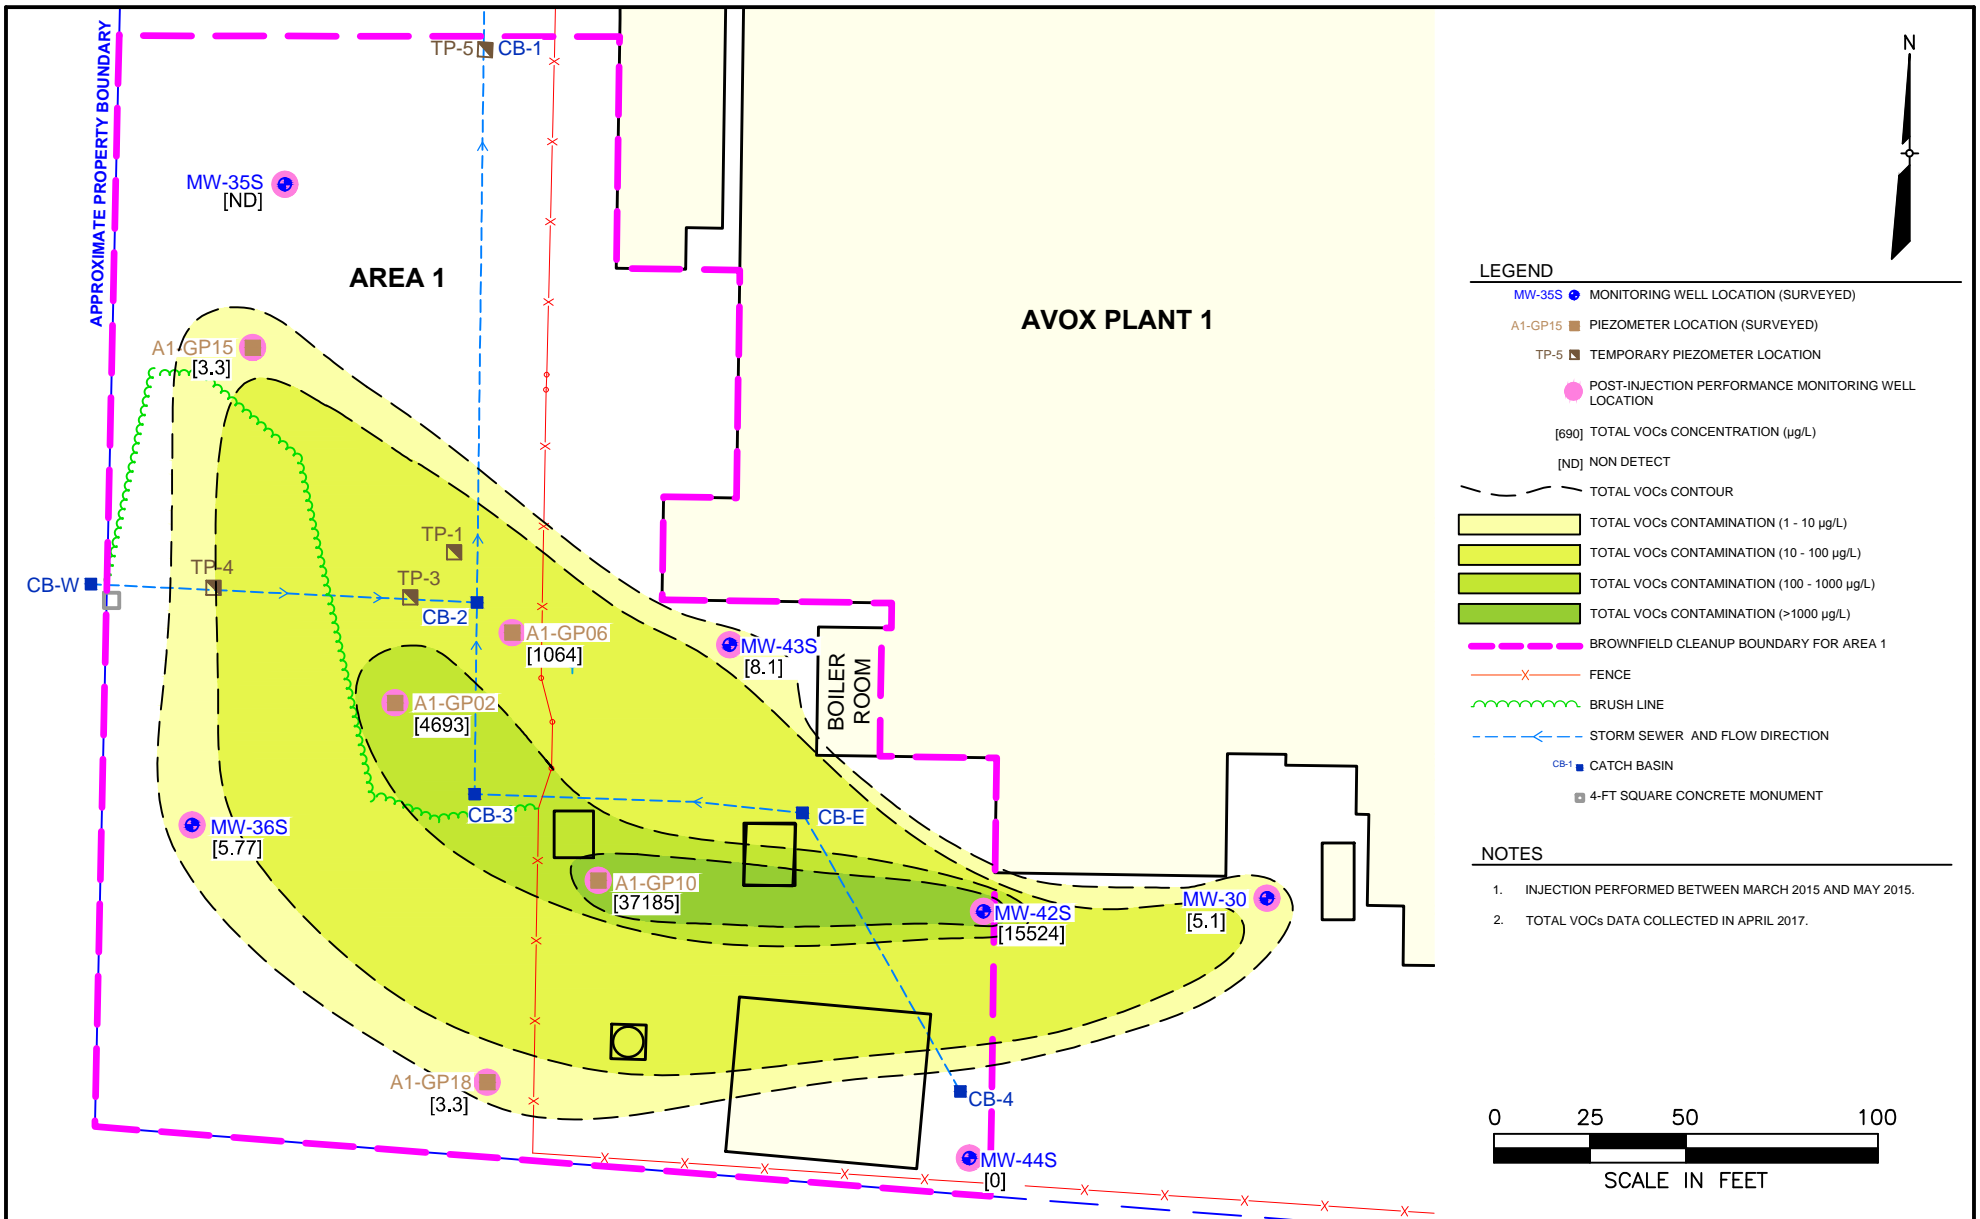 APPROXIMATE PROPERTY BOUNDARY
TP-5
CB-1
N
MW-35S
[ND]
AREA 1
AVOX PLANT 1
A1-GP15
[3.3]
TP-1
TP-4
TP-3
CB-W
CB-2
A1-GP06
[1064]
MW-43S
[8.1]
BOILER
ROOM
A1-GP02
[4693]
CB-3
CB-E
MW-36S
[5.77]
A1-GP10
[37185]
MW-42S
[15524]
MW-30
[5.1]
A1-GP18
[3.3]
CB-4
MW-44S
[0]
LEGEND
MW-35S MONITORING WELL LOCATION (SURVEYED)
A1-GP15 PIEZOMETER LOCATION (SURVEYED)
TP-5 TEMPORARY PIEZOMETER LOCATION
POST-INJECTION PERFORMANCE MONITORING WELL
LOCATION
[690] TOTAL VOCs CONCENTRATION (µg/L)
[ND] NON DETECT
TOTAL VOCs CONTOUR
TOTAL VOCs CONTAMINATION (1 - 10 µg/L)
TOTAL VOCs CONTAMINATION (10 - 100 µg/L)
TOTAL VOCs CONTAMINATION (100 - 1000 µg/L)
TOTAL VOCs CONTAMINATION (>1000 µg/L)
BROWNFIELD CLEANUP BOUNDARY FOR AREA 1
FENCE
BRUSH LINE
STORM SEWER AND FLOW DIRECTION
CB-1 CATCH BASIN
4-FT SQUARE CONCRETE MONUMENT
NOTES
1. INJECTION PERFORMED BETWEEN MARCH 2015 AND MAY 2015.
2. TOTAL VOCs DATA COLLECTED IN APRIL 2017.
0 25 50 100
SCALE IN FEET